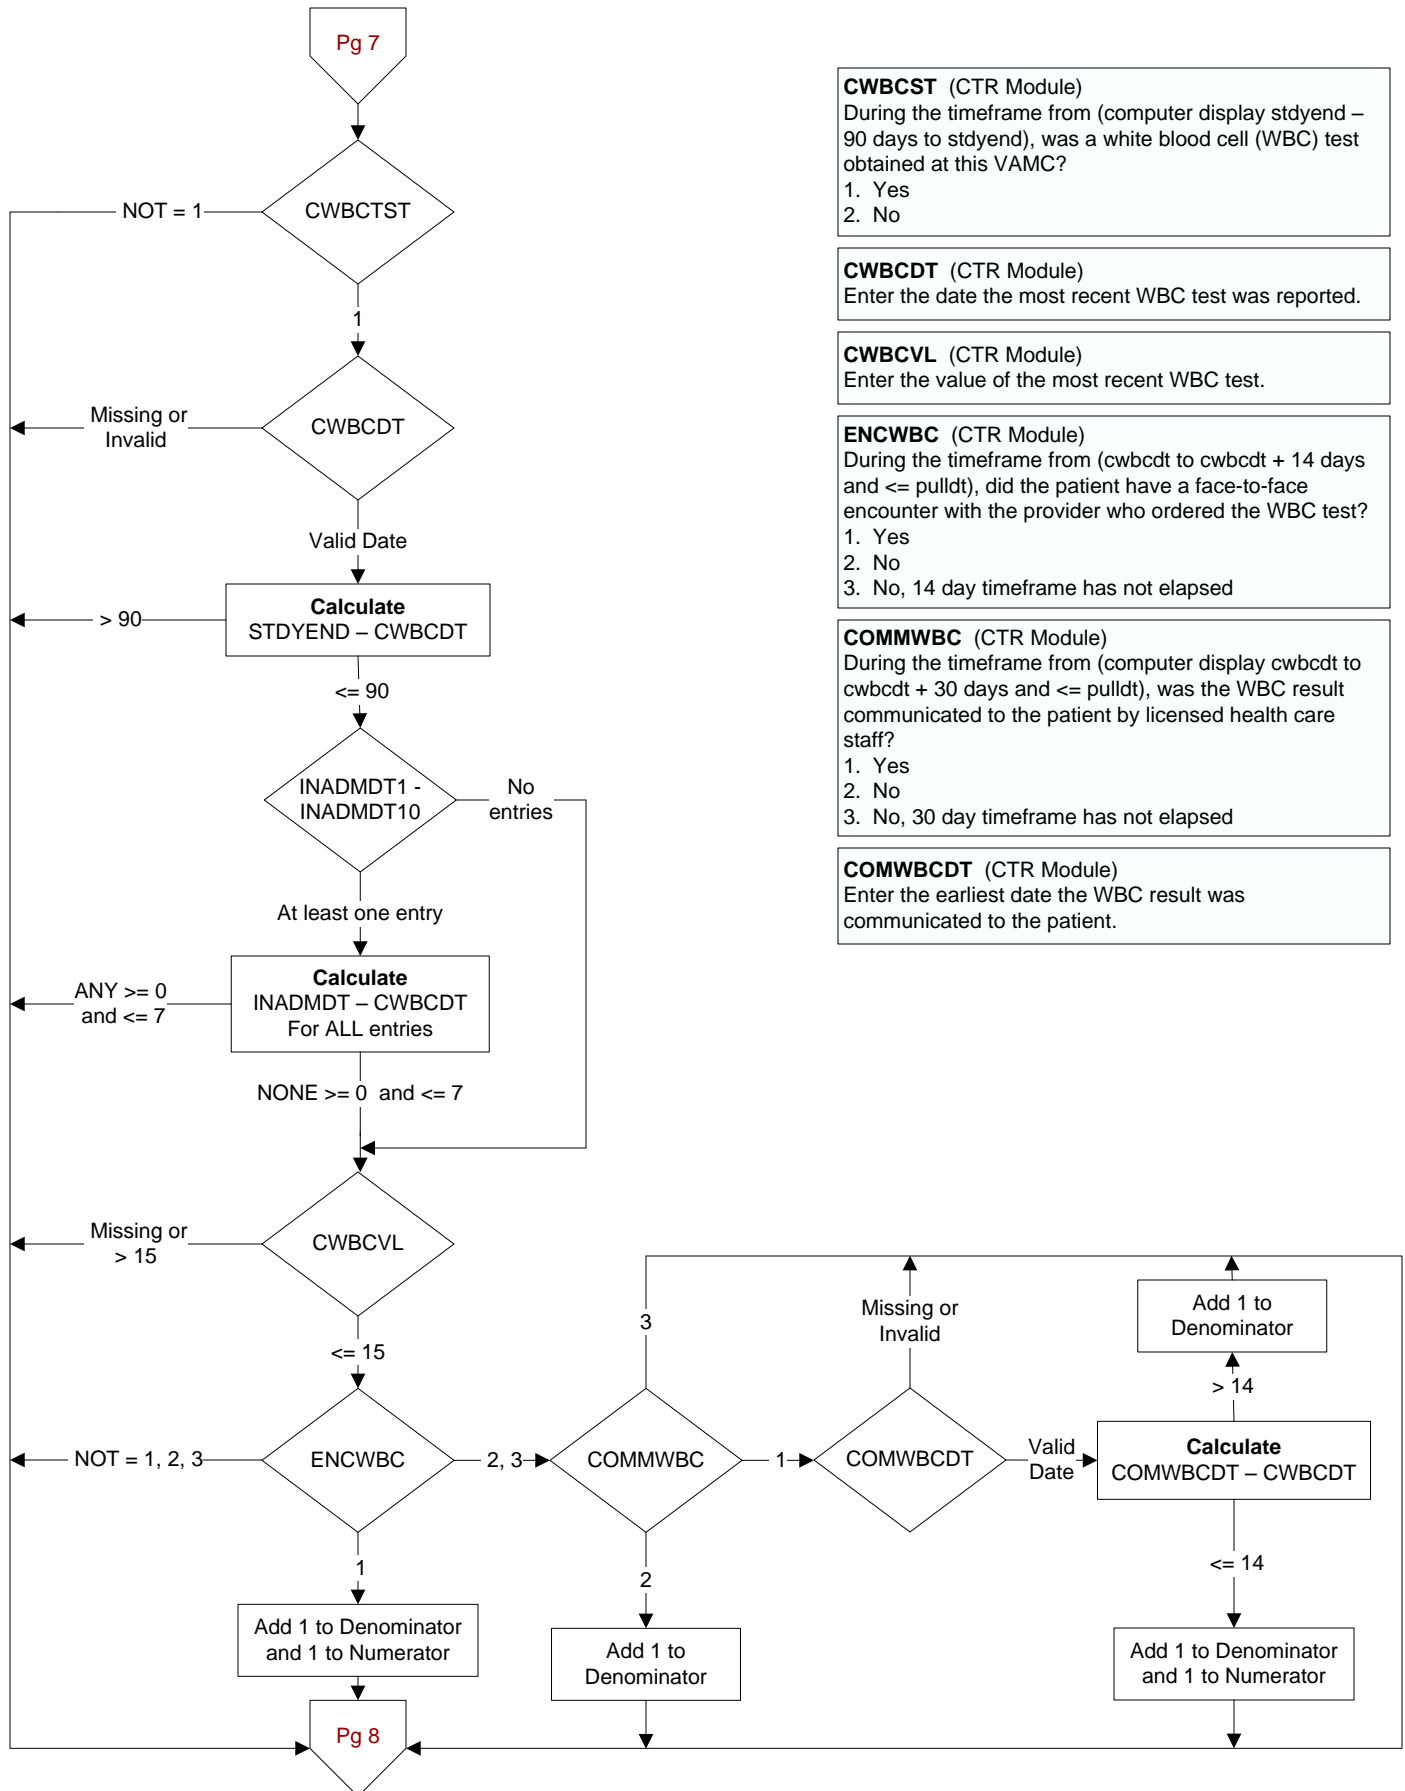 Pg 7
CWBCTST
NOT = 1
1
CWBCDT
Missing or
Invalid
Valid Date
Calculate
STDYEND – CWBCDT
> 90
<= 90
INADMDT1 -
INADMDT10
No
entries
At least one entry
Calculate
INADMDT – CWBCDT
For ALL entries
ANY >= 0
and <= 7
NONE >= 0 and <= 7
CWBCVL
Missing or
> 15
<= 15
ENCWBC
NOT = 1, 2, 3
2, 3
1
Add 1 to Denominator
and 1 to Numerator
Pg 8
COMMWBC
3
1
2
Add 1 to
Denominator
COMWBCDT
Missing or
Invalid
Valid
Date
Calculate
COMWBCDT – CWBCDT
> 14
Add 1 to
Denominator
<= 14
Add 1 to Denominator
and 1 to Numerator
CWBCST (CTR Module)
During the timeframe from (computer display stdyend –
90 days to stdyend), was a white blood cell (WBC) test
obtained at this VAMC?
1. Yes
2. No
CWBCDT (CTR Module)
Enter the date the most recent WBC test was reported.
CWBCVL (CTR Module)
Enter the value of the most recent WBC test.
ENCWBC (CTR Module)
During the timeframe from (cwbcdt to cwbcdt + 14 days
and <= pulldt), did the patient have a face-to-face
encounter with the provider who ordered the WBC test?
1. Yes
2. No
3. No, 14 day timeframe has not elapsed
COMMWBC (CTR Module)
During the timeframe from (computer display cwbcdt to
cwbcdt + 30 days and <= pulldt), was the WBC result
communicated to the patient by licensed health care
staff?
1. Yes
2. No
3. No, 30 day timeframe has not elapsed
COMWBCDT (CTR Module)
Enter the earliest date the WBC result was
communicated to the patient.